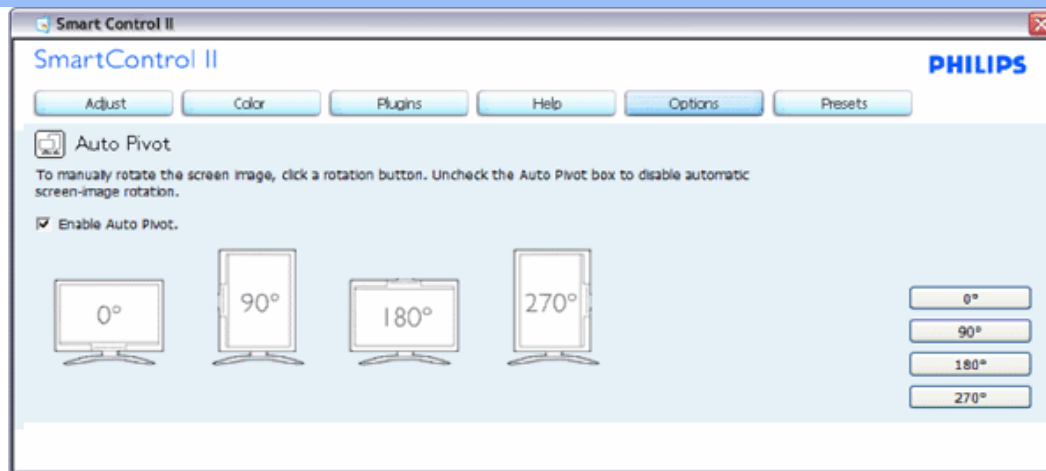 Smart Control II
SmartControl II
PHILIPS
Adjust Color Plugins Help Options Presets
Auto Pivot
To manually rotate the screen image, click a rotation button. Uncheck the Auto Pivot box to disable automatic
screen-image rotation.
Enable Auto Pivot.
0° 90° 180° 270°
0°
90°
180°
270°